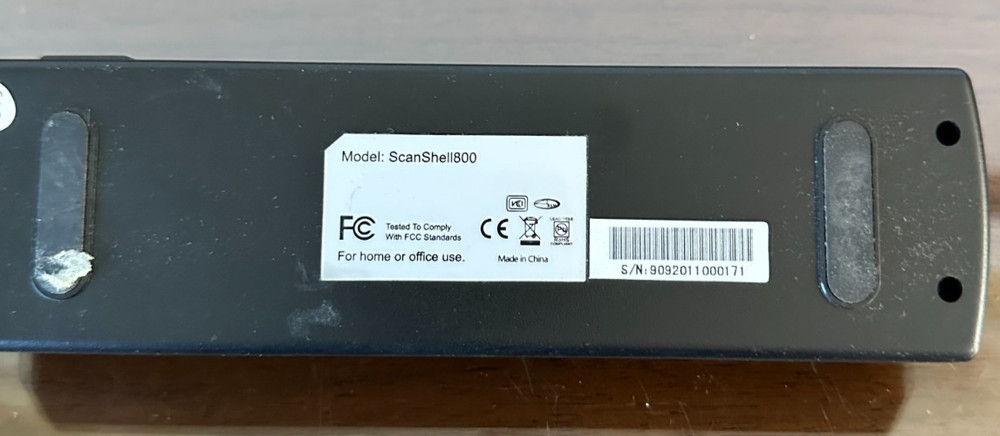 Model: ScanShell800
FC Tested To Comply
With FCC Standards
CE
For home or office use.
Made in China
S/N:9092011000171